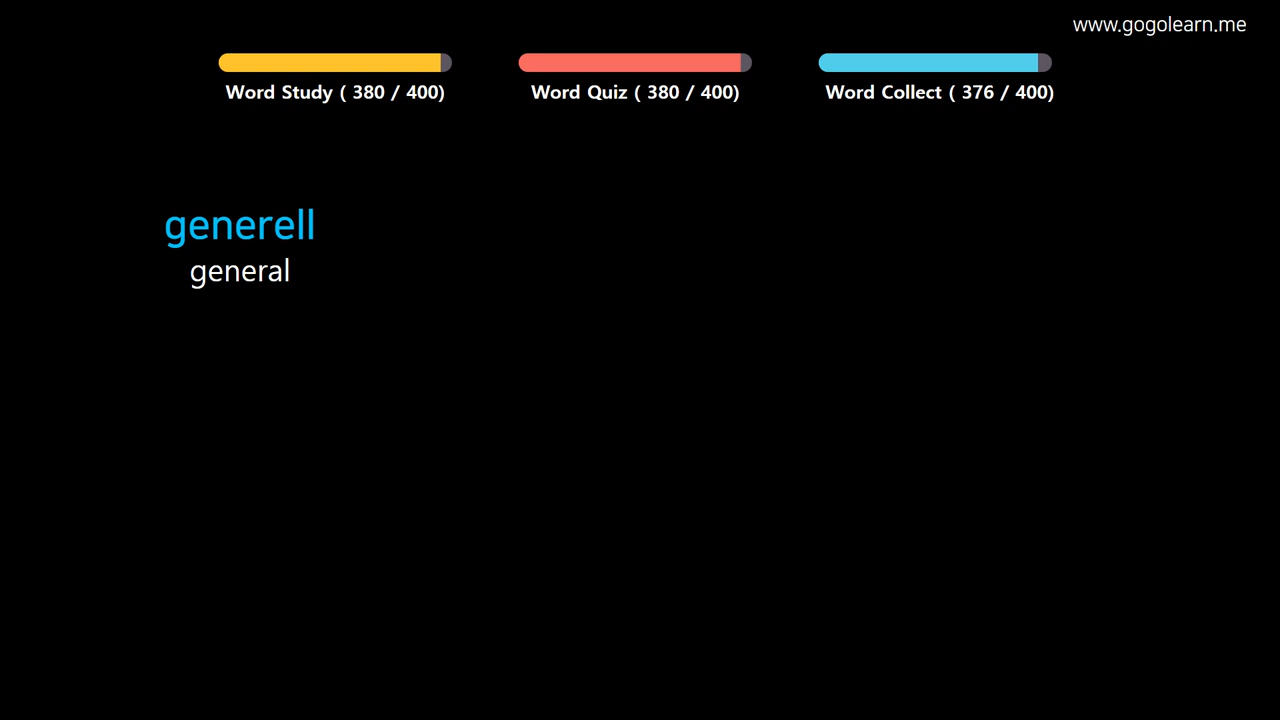 www.gogolearn.me
Word Study ( 380 / 400)
Word Quiz ( 380 / 400)
Word Collect ( 376 / 400)
generell
general